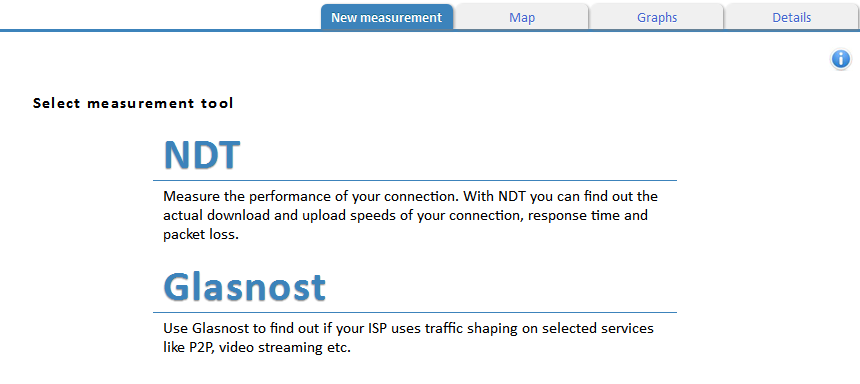 New measurement
Map
Graphs
Details
Select measurement tool
NDT
Measure the performance of your connection. With NDT you can find out the
actual download and upload speeds of your connection, response time and
packet loss.
Glasnost
Use Glasnost to find out if your ISP uses traffic shaping on selected services
like P2P, video streaming etc.